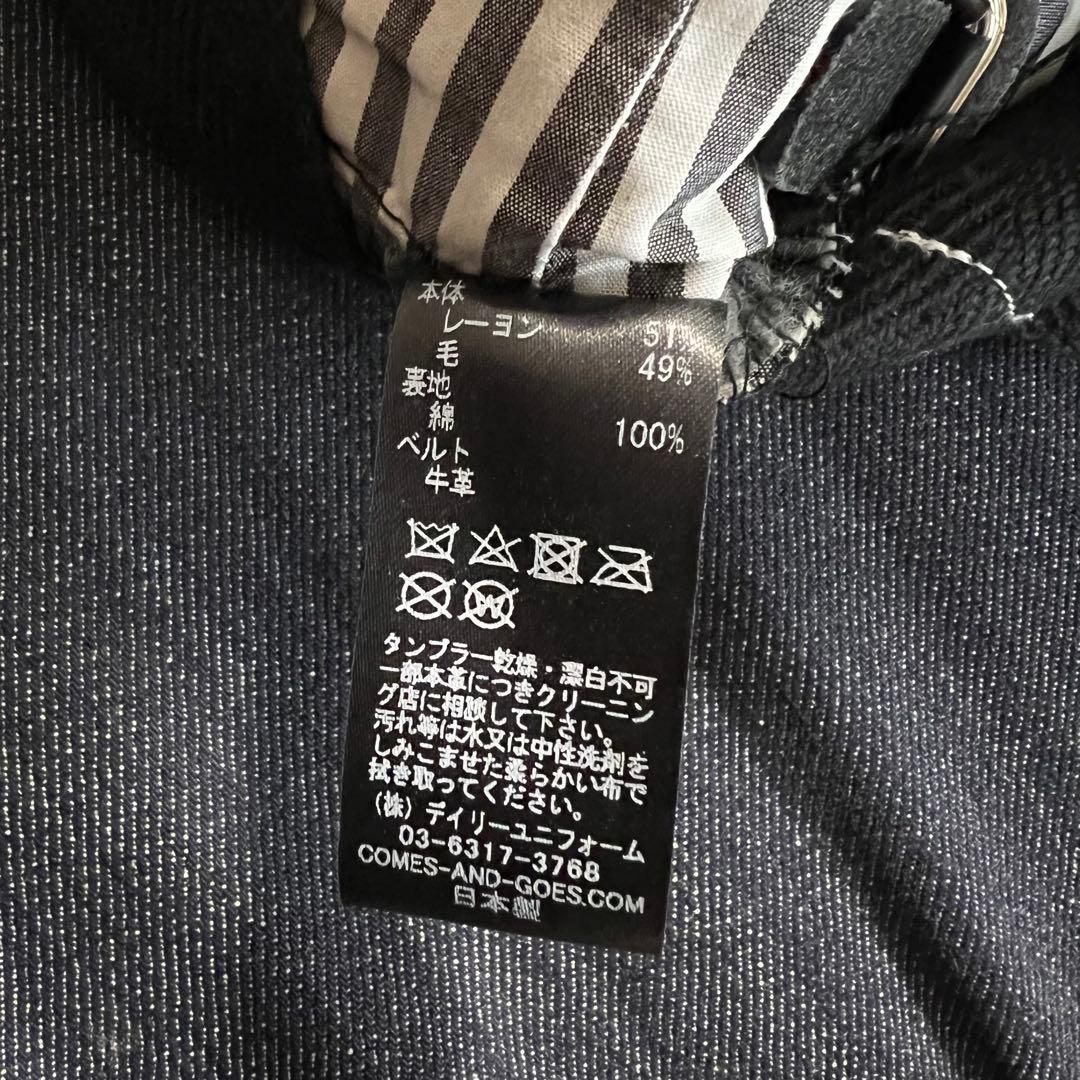 本体
レーヨン 51%
毛 49%
裏地
綿 100%
ベルト
牛革
W
タンブラー乾燥・漂白不可
一部本革につきクリーニン
グ店に相談して下さい。
汚れ等は水又は中性洗剤を
しみこませた柔らかい布で
拭き取ってください。
(株)デイリーユニフォーム
03-6317-3768
COMES-AND-GOES.COM
日本製